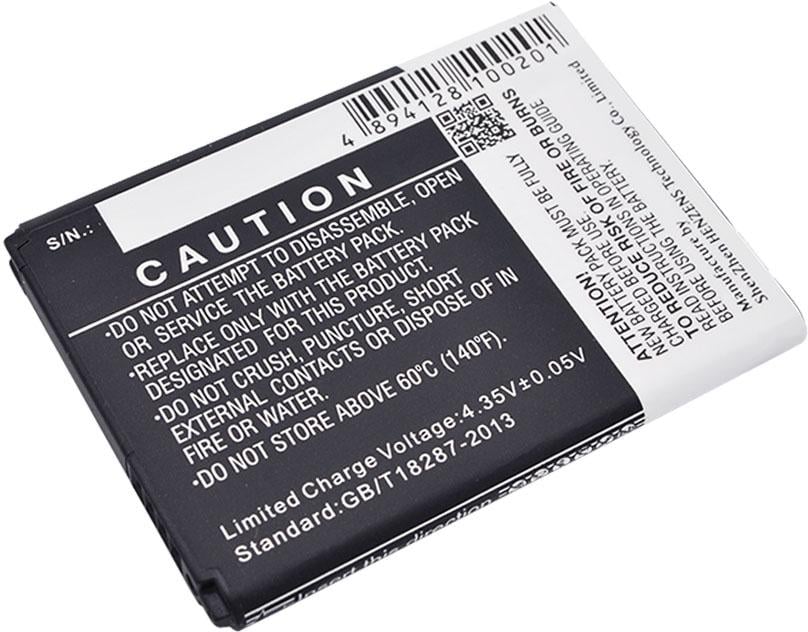 4 894128 100201
S/N.:
CAUTION
·DO NOT ATTEMPT TO DISASSEMBLE, OPEN
OR SERVICE THE BATTERY PACK.
·REPLACE ONLY WITH THE BATTERY PACK
DESIGNATED FOR THIS PRODUCT.
·DO NOT CRUSH, PUNCTURE, SHORT
EXTERNAL CONTACTS OR DISPOSE OF IN
FIRE OR WATER.
·DO NOT STORE ABOVE 60°C (140°F).
Limited Charge Voltage:4.35V±0.05V
Standard:GB/T18287-2013
Insert this direction
ATTENTION!
NEW BATTERY PACK MUST BE FULLY
CHARGED BEFORE USE.
TO REDUCE RISK OF FIRE OR BURNS
READ INSTRUCTIONS IN OPERATING GUIDE
BEFORE USING THE BATTERY.
Manufacture by
ShenZhen HENZENS Technology Co., Limited